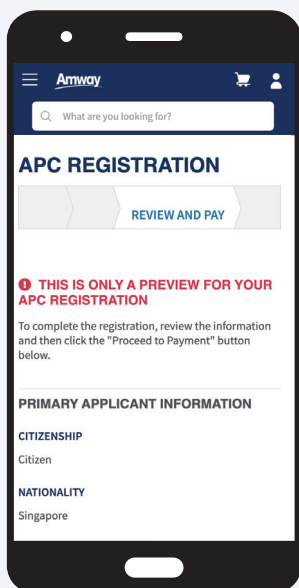 Amway
What are you looking for?
APC REGISTRATION
REVIEW AND PAY
THIS IS ONLY A PREVIEW FOR YOUR
APC REGISTRATION
To complete the registration, review the information
and then click the "Proceed to Payment" button
below.
PRIMARY APPLICANT INFORMATION
CITIZENSHIP
Citizen
NATIONALITY
Singapore